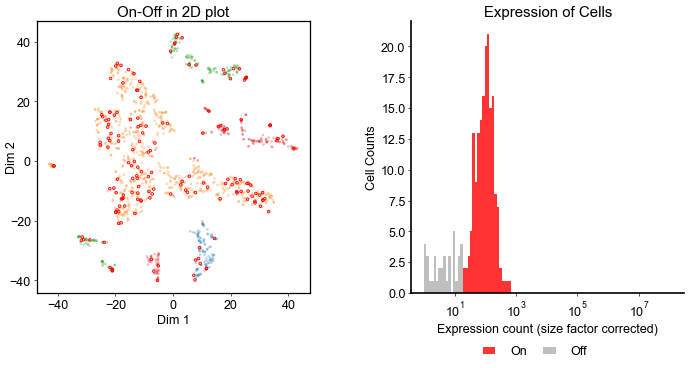 On-Off in 2D plot
40
20
0
−20
−40
Dim 2
−40 −20 0 20 40
Dim 1
Expression of Cells
20.0
17.5
15.0
12.5
10.0
7.5
5.0
2.5
0.0
Cell Counts
10^1 10^3 10^5 10^7
Expression count (size factor corrected)
On Off